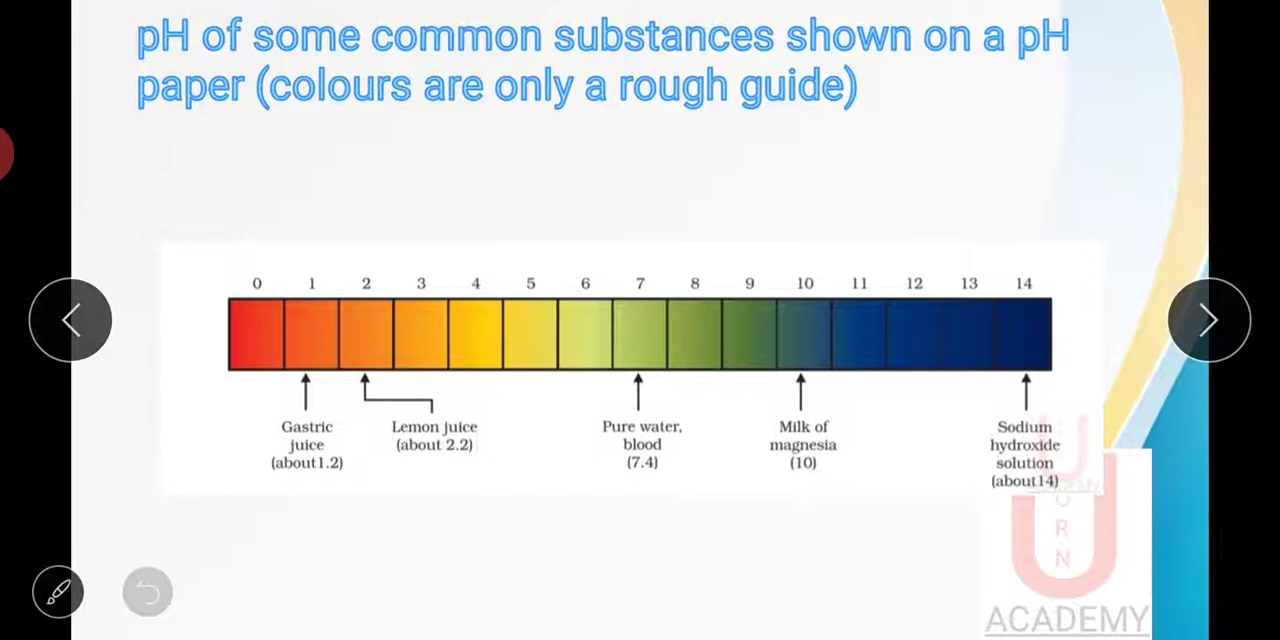 pH of some common substances shown on a pH
paper (colours are only a rough guide)
0 1 2 3 4 5 6 7 8 9 10 11 12 13 14
Gastric
juice
(about1.2)
Lemon juice
(about 2.2)
Pure water,
blood
(7.4)
Milk of
magnesia
(10)
Sodium
hydroxide
solution
(about14)
U
ACADEMY
U
R
N
ACADEMY